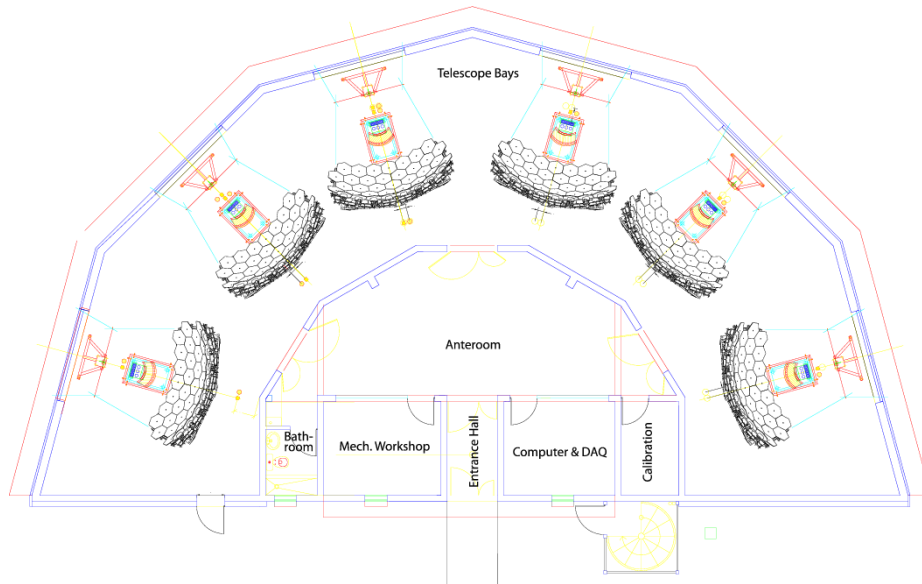 Telescope Bays
Anteroom
Bath-
room
Mech. Workshop
Entrance Hall
Computer & DAQ
Calibration